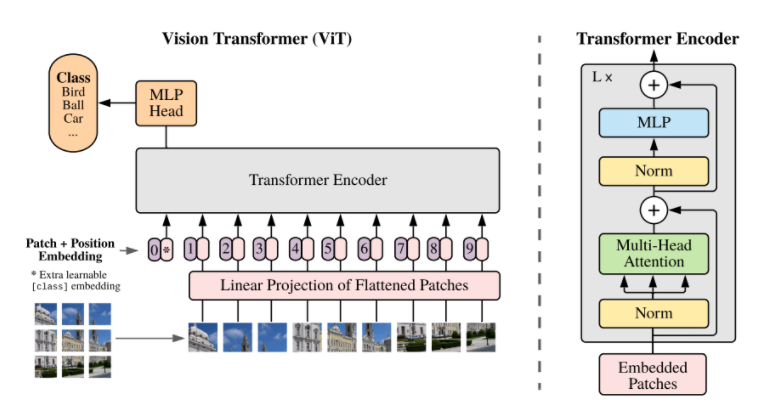 Vision Transformer (ViT)
Class
Bird
Ball
Car
...
MLP
Head
Transformer Encoder
Patch + Position
Embedding
* Extra learnable
[class] embedding
0 * 1 2 3 4 5 6 7 8 9
Linear Projection of Flattened Patches
Transformer Encoder
L x
+
MLP
Norm
+
Multi-Head
Attention
Norm
Embedded
Patches